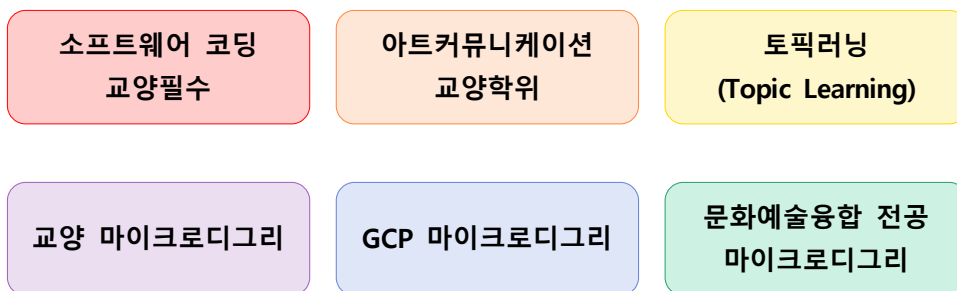 소프트웨어 코딩
교양필수
아트커뮤니케이션
교양학위
토픽러닝
(Topic Learning)
교양 마이크로디그리
GCP 마이크로디그리
문화예술융합 전공
마이크로디그리